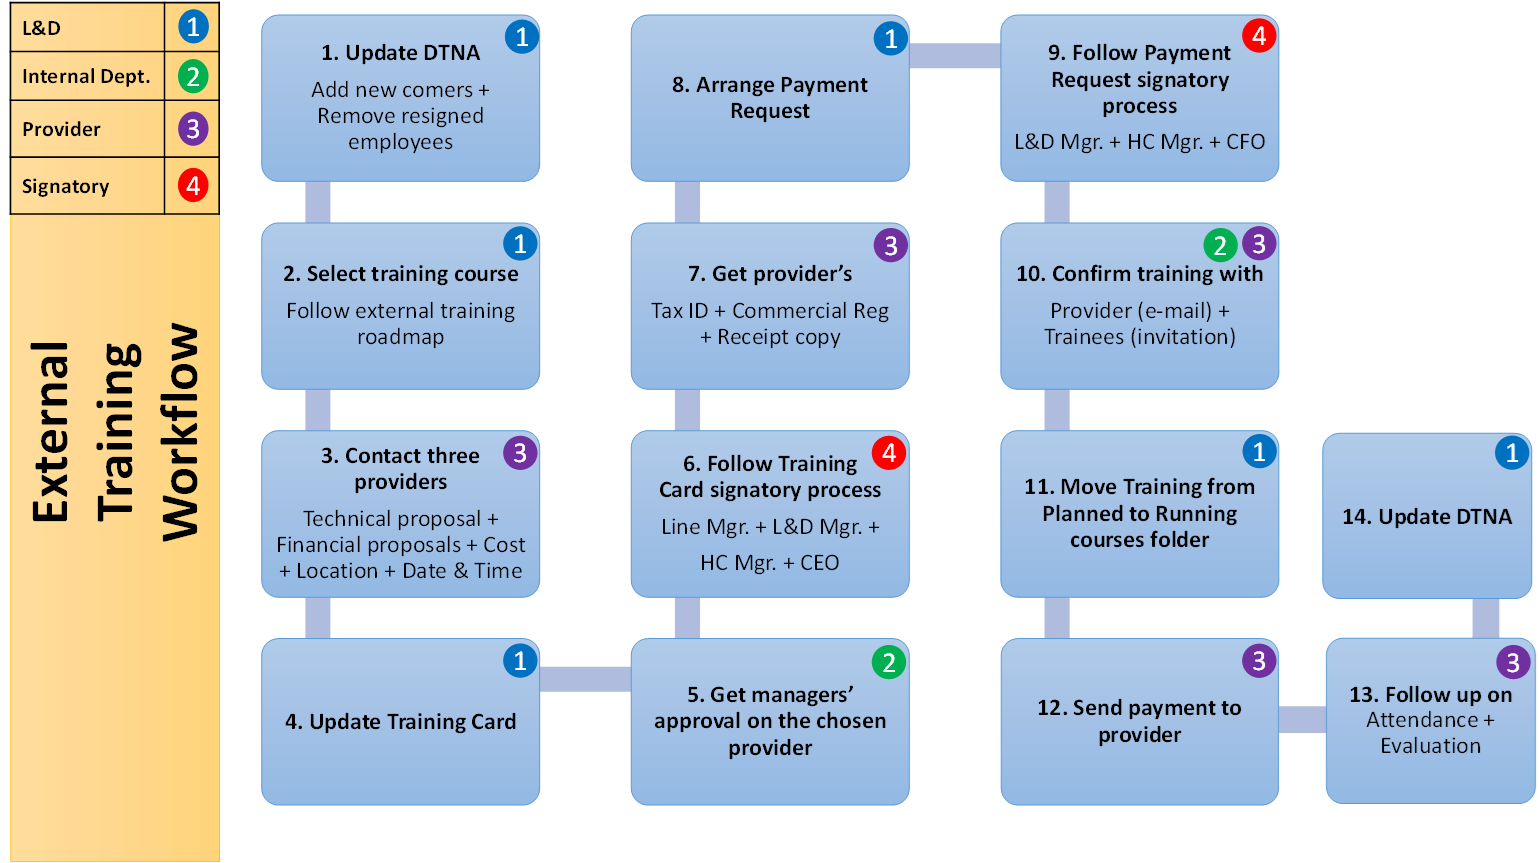 L&D 1
Internal Dept. 2
Provider 3
Signatory 4
External
Training
Workflow
1
1. Update DTNA
Add new comers +
Remove resigned
employees
1
2. Select training course
Follow external training
roadmap
3
3. Contact three
providers
Technical proposal +
Financial proposals + Cost
+ Location + Date & Time
1
4. Update Training Card
2
5. Get managers’
approval on the chosen
provider
4
6. Follow Training
Card signatory process
Line Mgr. + L&D Mgr. +
HC Mgr. + CEO
3
7. Get provider’s
Tax ID + Commercial Reg
+ Receipt copy
1
8. Arrange Payment
Request
4
9. Follow Payment
Request signatory
process
L&D Mgr. + HC Mgr. + CFO
2 3
10. Confirm training with
Provider (e-mail) +
Trainees (invitation)
1
11. Move Training from
Planned to Running
courses folder
3
12. Send payment to
provider
3
13. Follow up on
Attendance +
Evaluation
1
14. Update DTNA